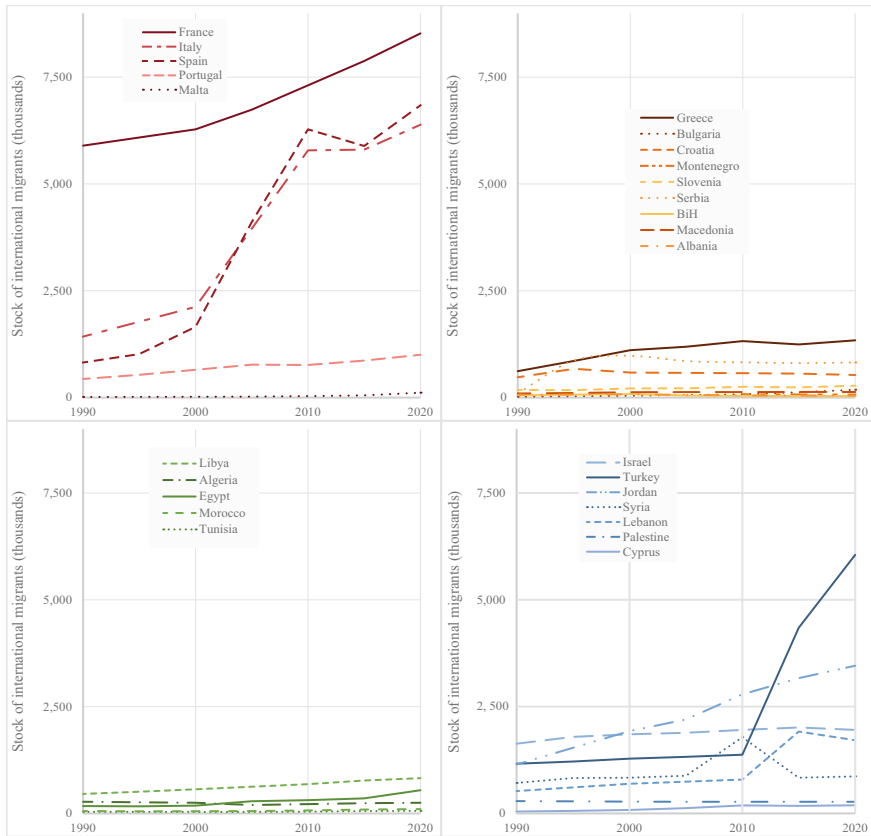 Stock of international migrants (thousands)
7,500
5,000
2,500
0
1990
2000
2010
2020
France
Italy
Spain
Portugal
Malta
Stock of international migrants (thousands)
7,500
5,000
2,500
0
1990
2000
2010
2020
Greece
Bulgaria
Croatia
Montenegro
Slovenia
Serbia
BiH
Macedonia
Albania
Stock of international migrants (thousands)
7,500
5,000
2, 500
0
1990
2000
2010
2020
Libya
Algeria
Egypt
Morocco
Tunisia
Stock of international migrants (thousands)
7,500
5,000
2,500
0
1990
2000
2010
2020
Israel
Turkey
Jordan
Syria
Lebanon
Palestine
Cyprus